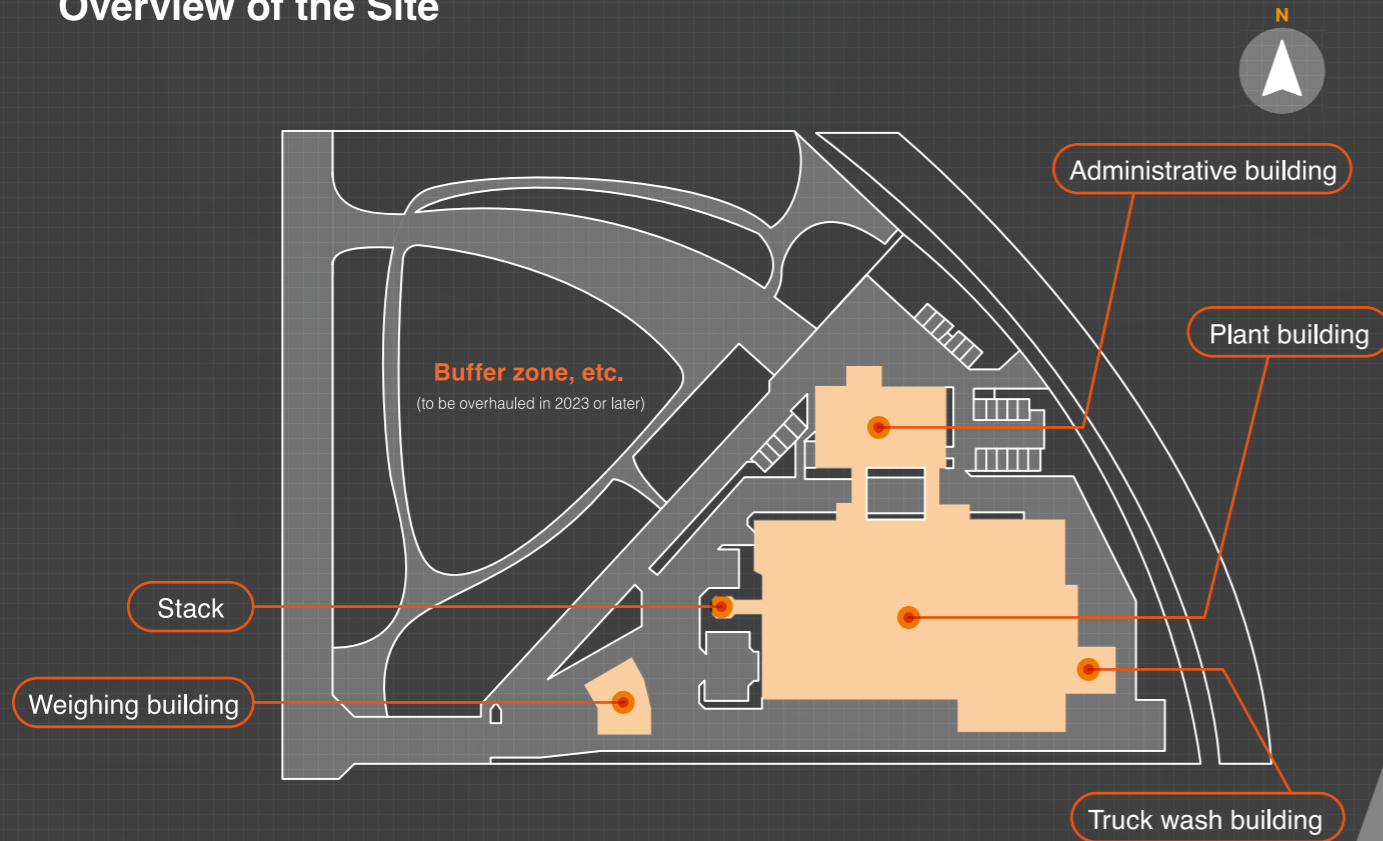 Overview of the Site
N
Administrative building
Plant building
Buffer zone, etc.
(to be overhauled in 2023 or later)
Stack
Weighing building
Truck wash building